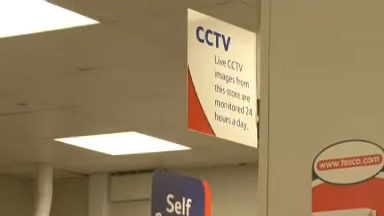 CCTV
Live CCTV
images from
this store are
monitored 24
hours a day.
www.tesco.com
Self